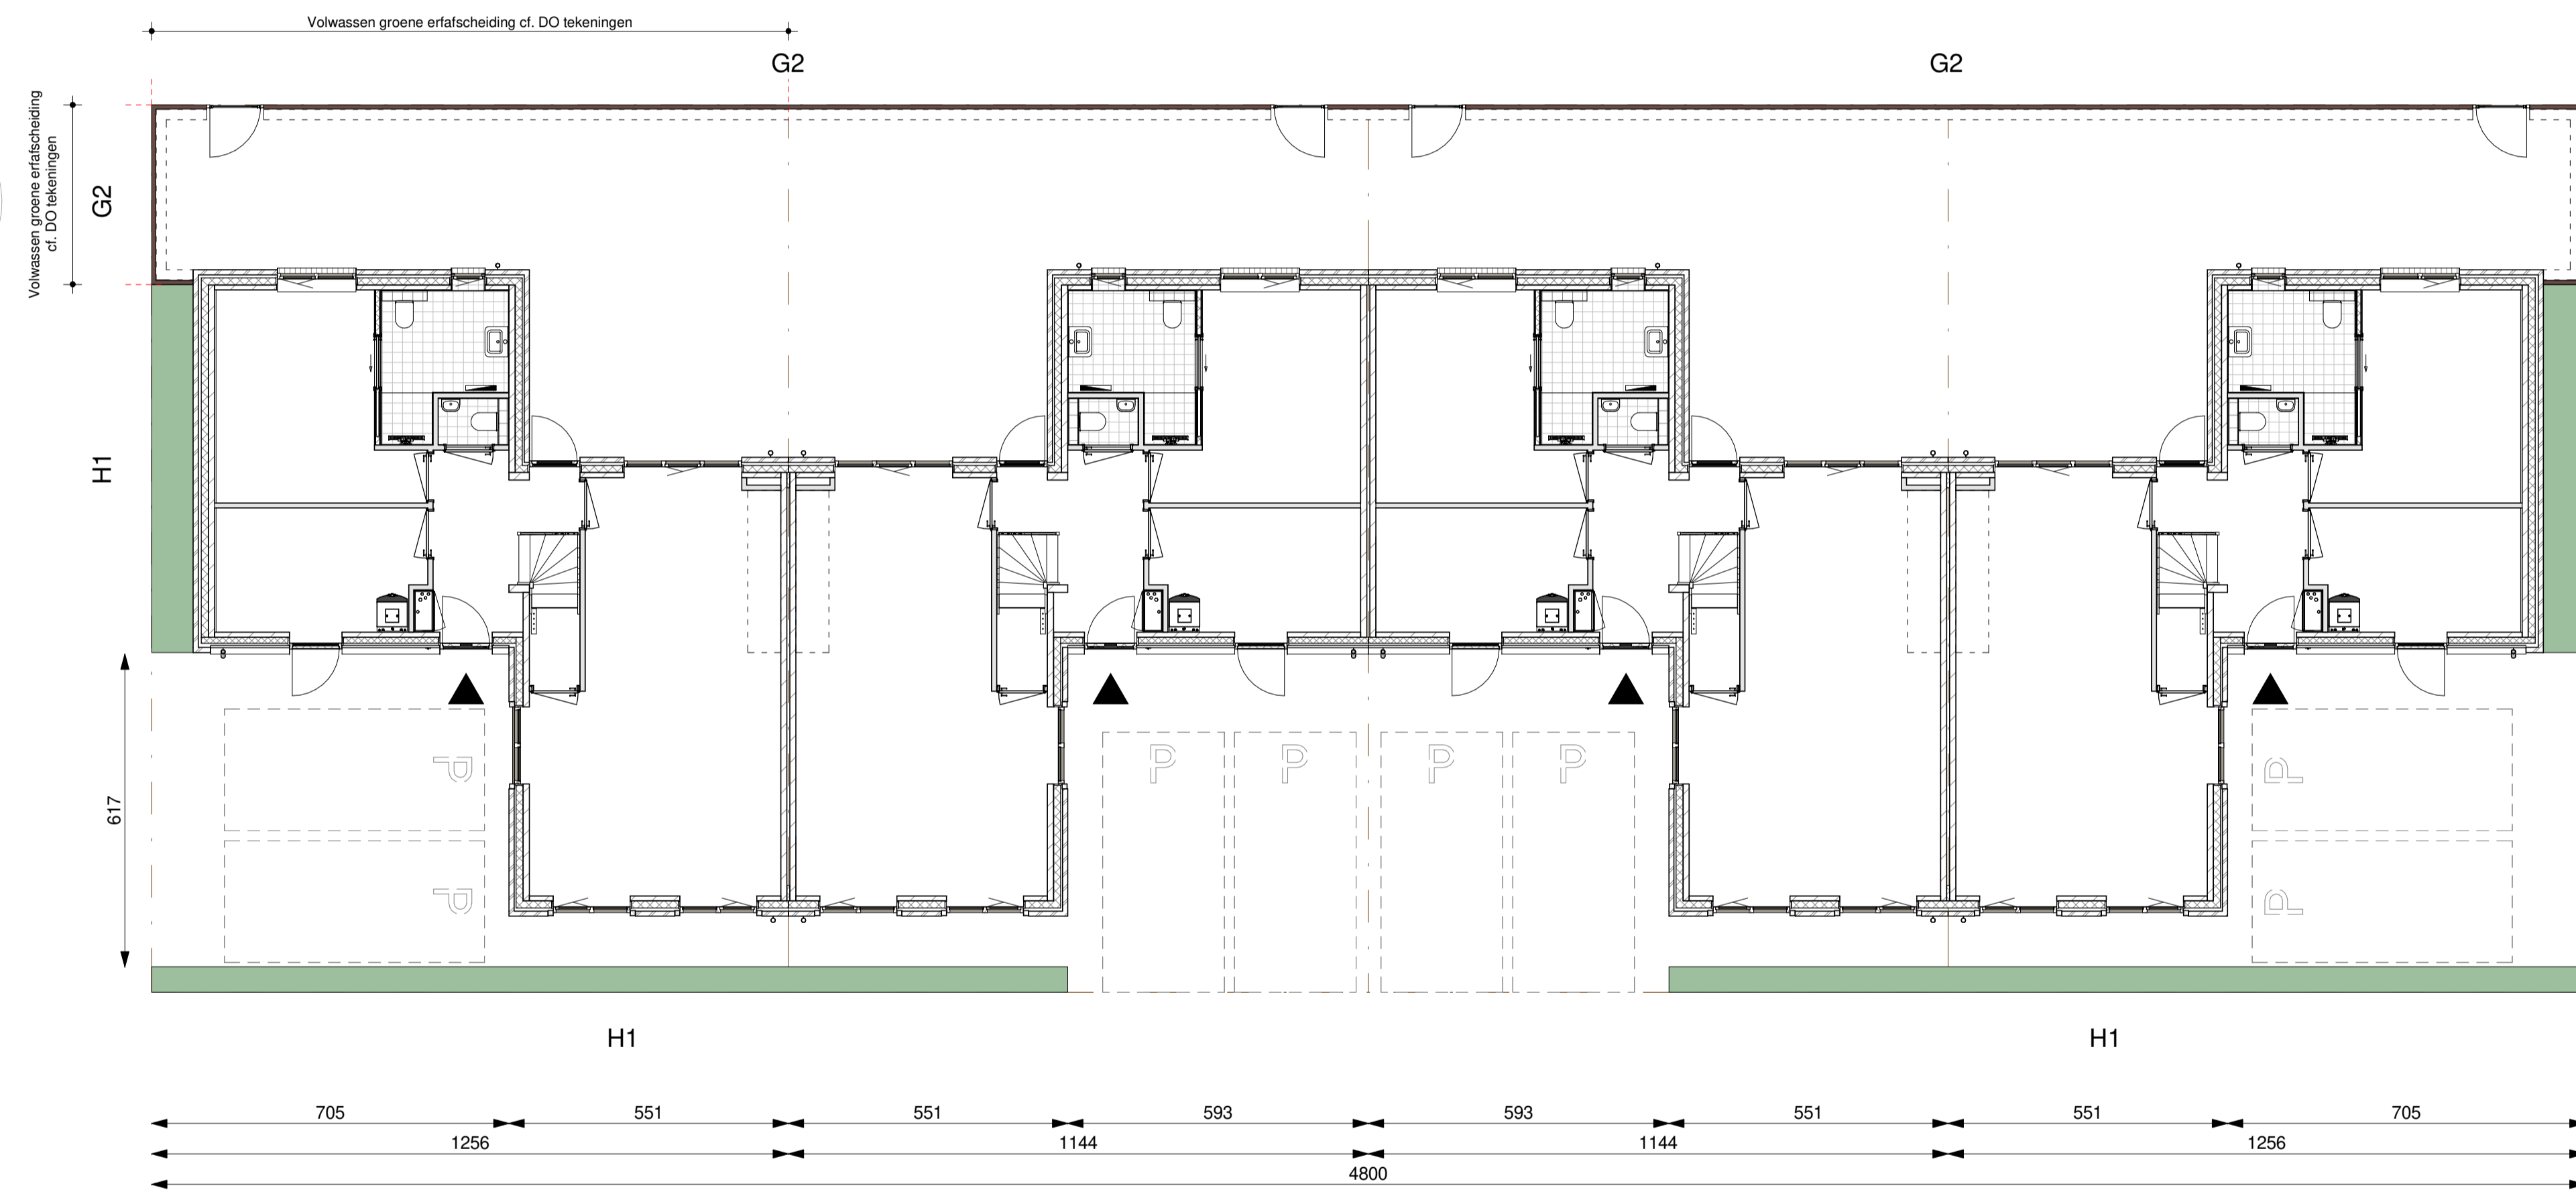 Volwassen groene erfafscheiding cf. DO tekeningen
G2
G2
Volwassen groene erfafscheiding
cf. DO tekeningen
G2
H1
617
P
P
P
P
P
P
P
P
H1
H1
705
551
551
593
593
551
551
705
1256
1144
1144
1256
4800